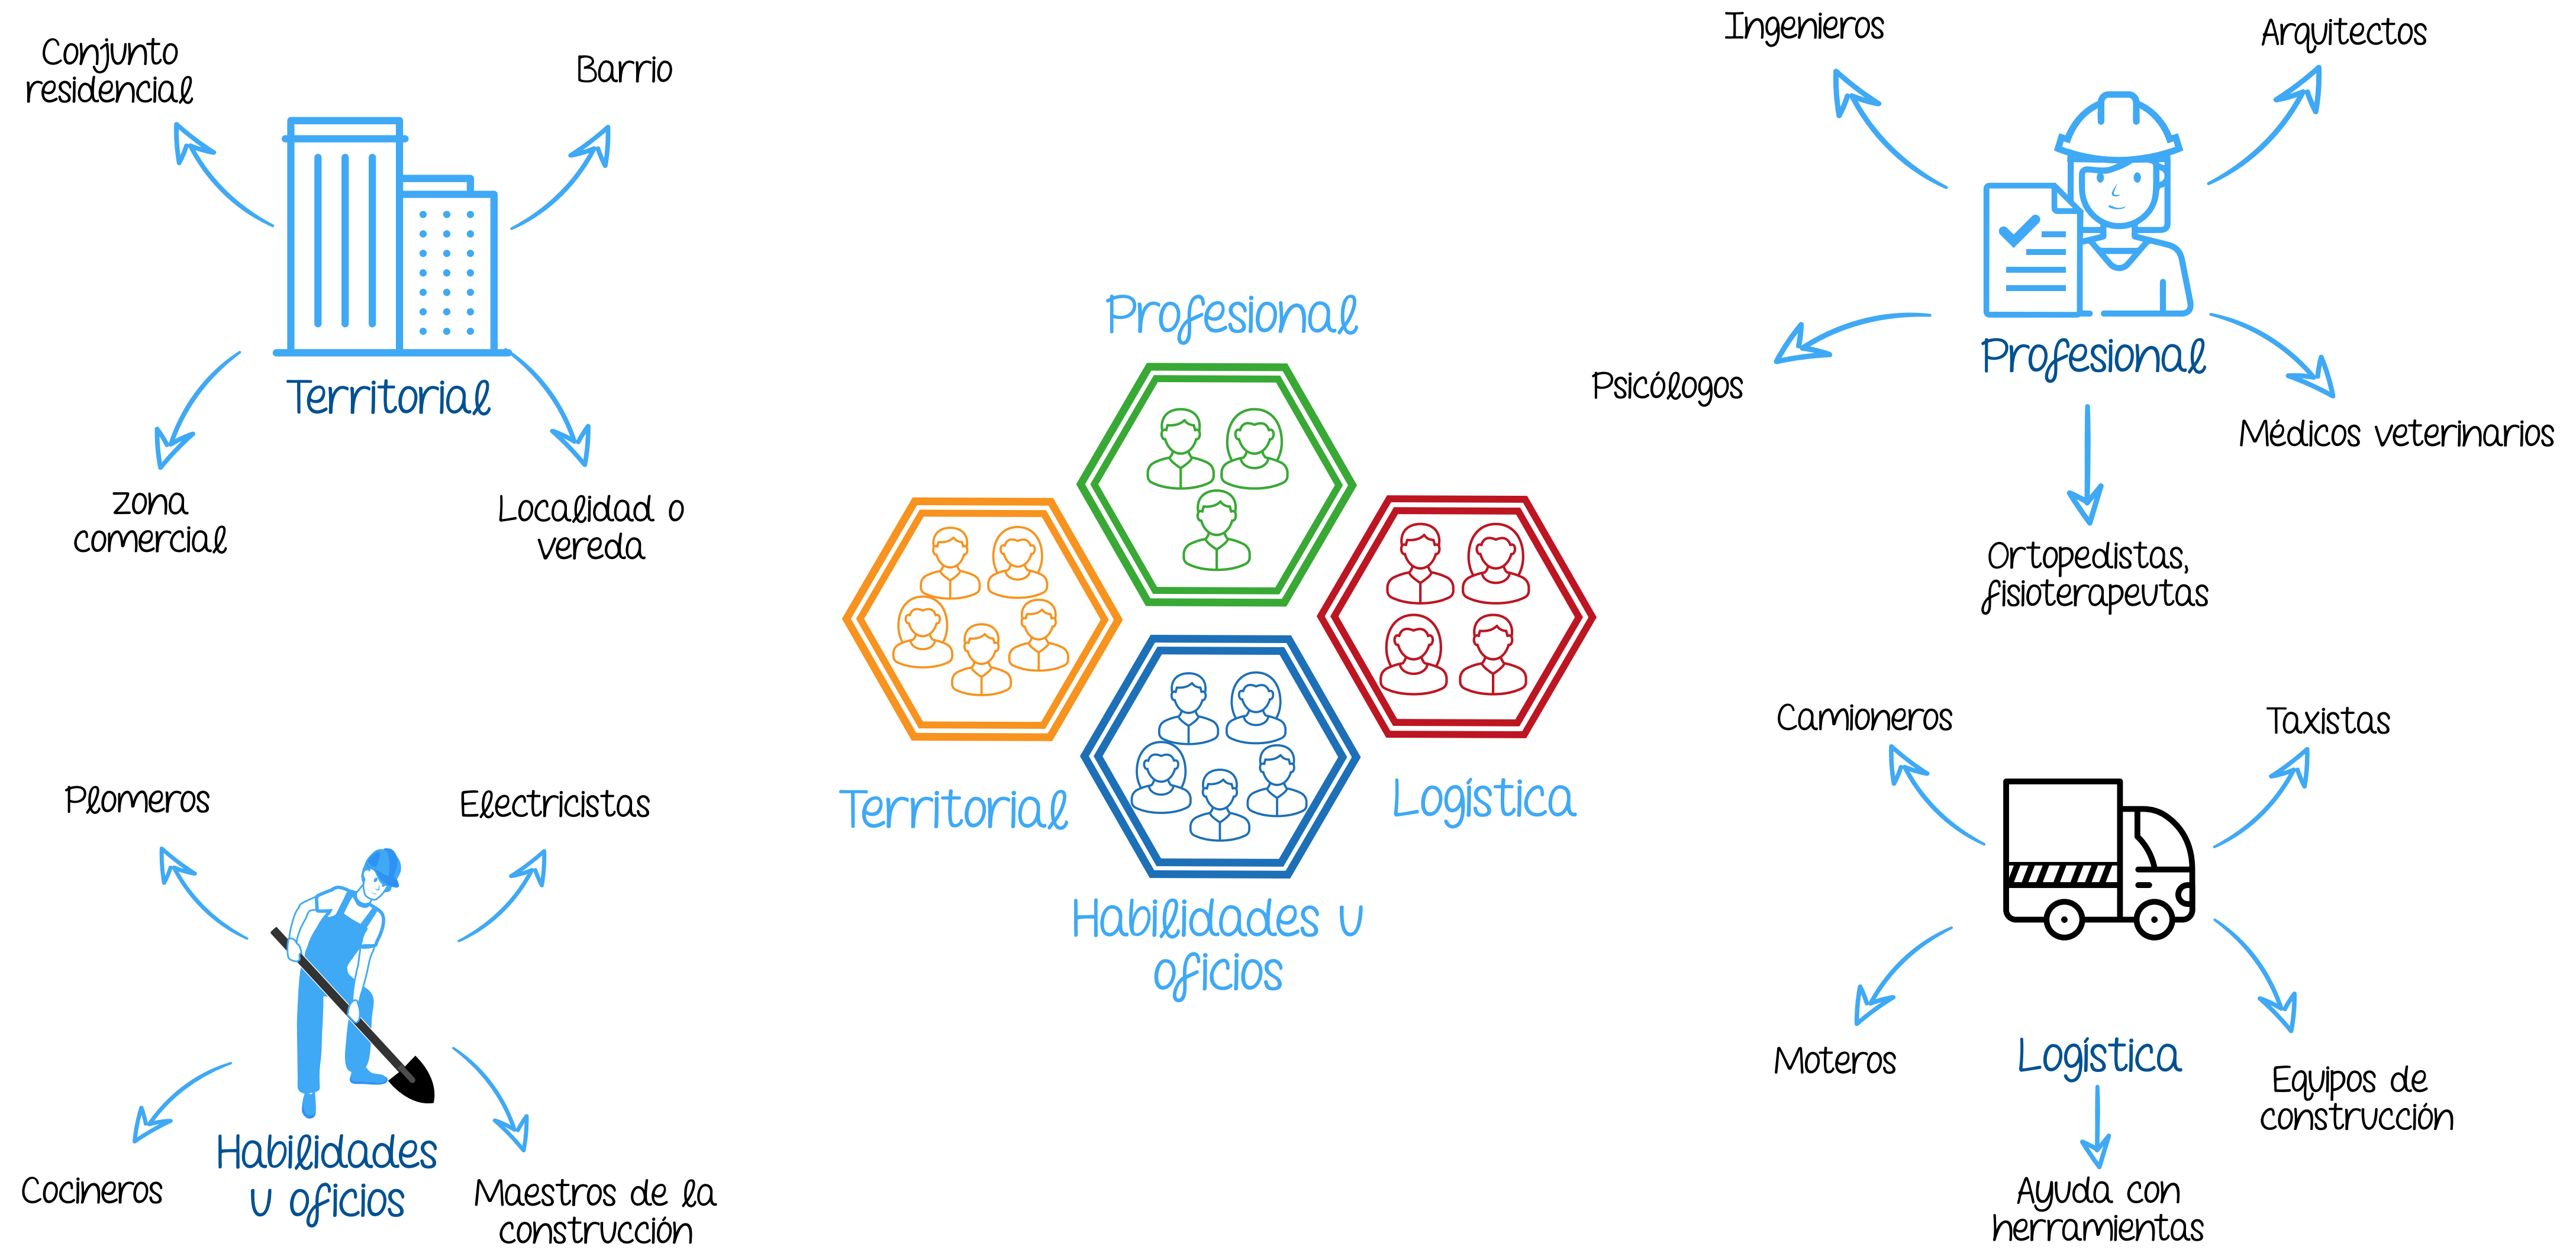 Conjunto
residencial
Barrio
Territorial
zona
comercial
Localidad o
vereda
Plomeros
Electricistas
Cocineros
Habilidades
u oficios
Maestros de la
construcción
Profesional
Territorial
Logística
Habilidades u
oficios
Ingenieros
Arquitectos
Psicólogos
Profesional
Médicos veterinarios
Ortopedistas,
fisioterapeutas
Camioneros
Taxistas
Moteros
Logística
Equipos de
construcción
Ayuda con
herramientas